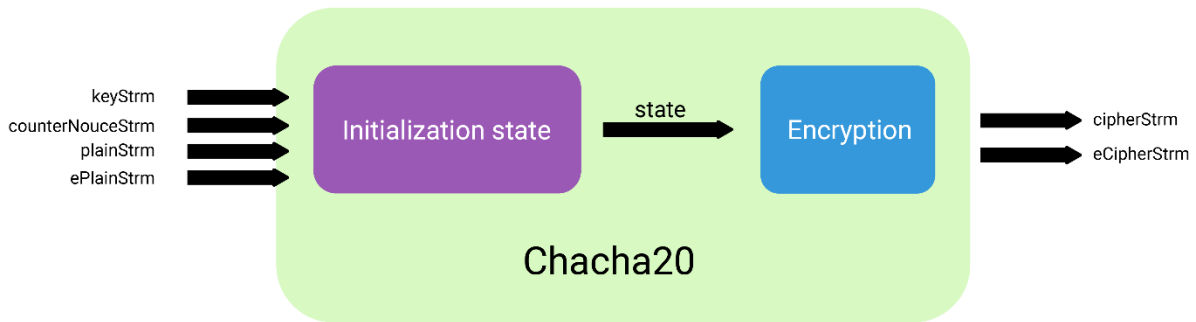 keyStrm
counterNouceStrm
plainStrm
ePlainStrm
Initialization state
state
Encryption
cipherStrm
eCipherStrm
Chacha20